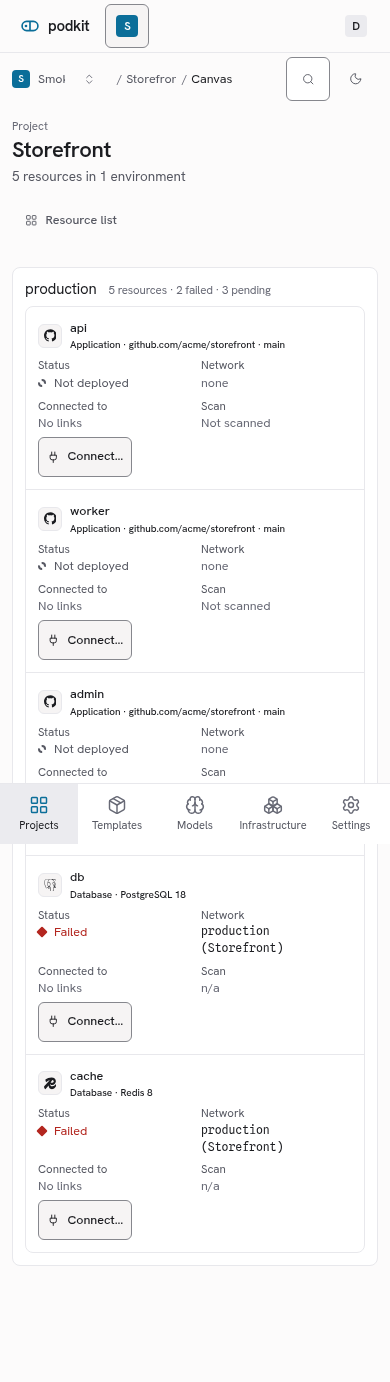 podkit
S
D
S
Smol
/ Storefror / Canvas
Project
Storefront
5 resources in 1 environment
Resource list
production 5 resources · 2 failed · 3 pending
api
Application · github.com/acme/storefront · main
Status Network
Not deployed none
Connected to Scan
No links Not scanned
Connect...
worker
Application · github.com/acme/storefront · main
Status Network
Not deployed none
Connected to Scan
No links Not scanned
Connect...
admin
Application · github.com/acme/storefront · main
Status Network
Not deployed none
Connected to Scan
Projects Templates Models Infrastructure Settings
db
Database · PostgreSQL 18
Status Network
Failed production
(Storefront)
Connected to Scan
No links n/a
Connect...
cache
Database · Redis 8
Status Network
Failed production
(Storefront)
Connected to Scan
No links n/a
Connect...